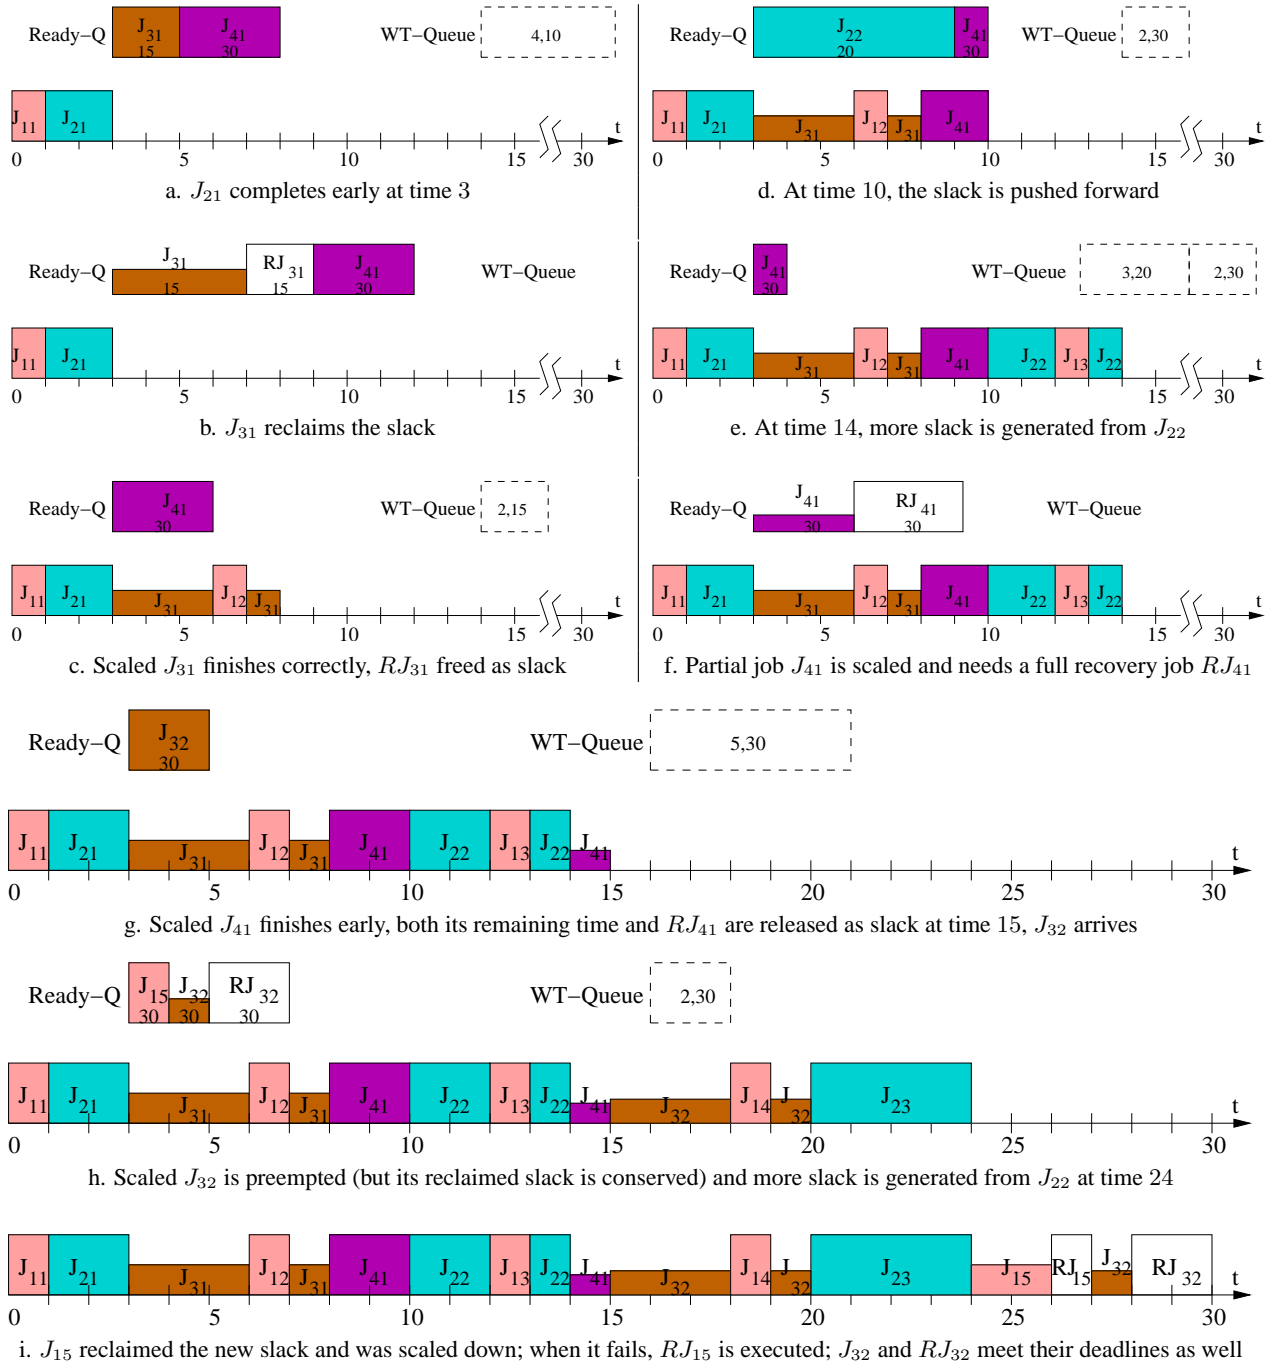 Ready−Q J31 15 J41 30 WT−Queue 4,10
J11 J21 t
0 5 10 15 30
a. J21 completes early at time 3
Ready−Q J22 20 J41 30 WT−Queue 2,30
J11 J21 J31 J12 J31 J41 t
0 5 10 15 30
d. At time 10, the slack is pushed forward
Ready−Q J31 15 RJ31 15 J41 30 WT−Queue
J11 J21 t
0 5 10 15 30
b. J31 reclaims the slack
Ready−Q J41 30 WT−Queue 3,20 2,30
J11 J21 J31 J12 J31 J41 J22 J13 J22 t
0 5 10 15 30
e. At time 14, more slack is generated from J22
Ready−Q J41 30 WT−Queue 2,15
J11 J21 J31 J12 J31 t
0 5 10 15 30
c. Scaled J31 finishes correctly, RJ31 freed as slack
Ready−Q J41 30 RJ41 30 WT−Queue
J11 J21 J31 J12 J31 J41 J22 J13 J22 t
0 5 10 15 30
f. Partial job J41 is scaled and needs a full recovery job RJ41
Ready−Q J32 30 WT−Queue 5,30
J11 J21 J31 J12 J31 J41 J22 J13 J22 J41 t
0 5 10 15 20 25 30
g. Scaled J41 finishes early, both its remaining time and RJ41 are released as slack at time 15, J32 arrives
Ready−Q J15 30 J32 30 RJ32 30 WT−Queue 2,30
J11 J21 J31 J12 J31 J41 J22 J13 J22 J41 J32 J14 J32 J23 t
0 5 10 15 20 25 30
h. Scaled J32 is preempted (but its reclaimed slack is conserved) and more slack is generated from J22 at time 24
J11 J21 J31 J12 J31 J41 J22 J13 J22 J41 J32 J14 J32 J23 J15 RJ15 J32 RJ32 t
0 5 10 15 20 25 30
i. J15 reclaimed the new slack and was scaled down; when it fails, RJ15 is executed; J32 and RJ32 meet their deadlines as well